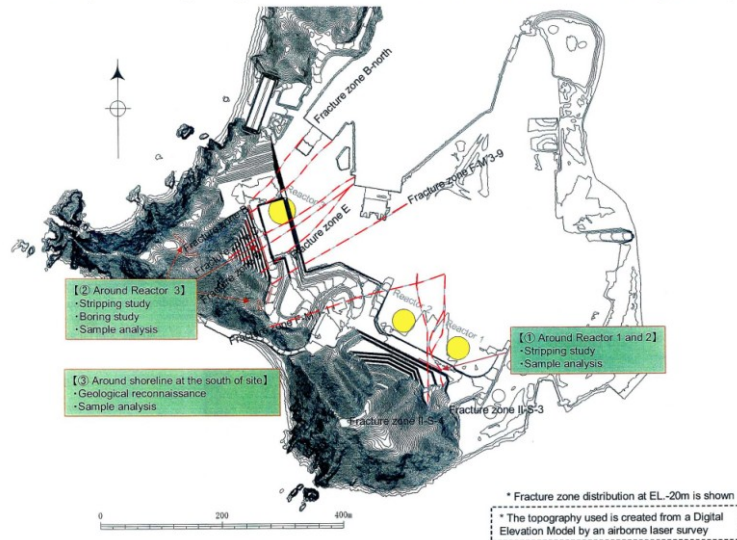 Fracture zone B-north
Fracture zone F-M'3-9
Reactor
Fracture zone E
【② Around Reactor 3】
・Stripping study
・Boring study
・Sample analysis
Reactor 2
Reactor 1
【① Around Reactor 1 and 2】
・Stripping study
・Sample analysis
【③ Around shoreline at the south of site】
・Geological reconnaissance
・Sample analysis
Fracture zone II-S-3
Fracture zone II-S-4
* Fracture zone distribution at EL.-20m is shown
* The topography used is created from a Digital
Elevation Model by an airborne laser survey
0 200 400m